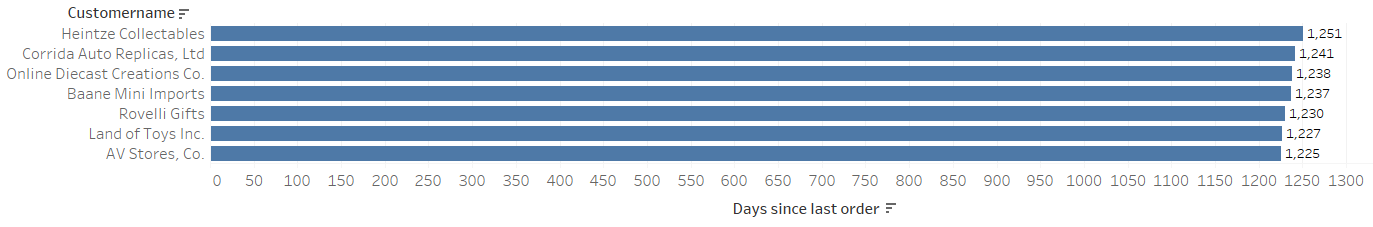 Customername
Heintze Collectables 1,251
Corrida Auto Replicas, Ltd 1,241
Online Diecast Creations Co. 1,238
Baane Mini Imports 1,237
Rovelli Gifts 1,230
Land of Toys Inc. 1,227
AV Stores, Co. 1,225
0 50 100 150 200 250 300 350 400 450 500 550 600 650 700 750 800 850 900 950 1000 1050 1100 1150 1200 1250 1300
Days since last order